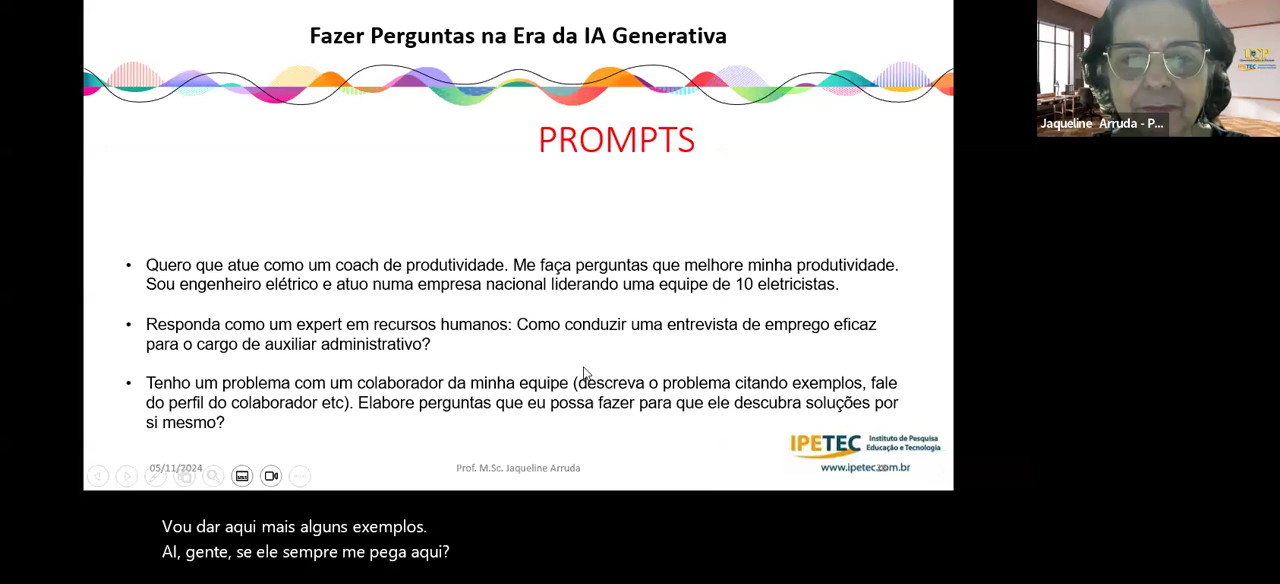 Fazer Perguntas na Era da IA Generativa
PROMPTS
• Quero que atue como um coach de produtividade. Me faça perguntas que melhore minha produtividade.
Sou engenheiro elétrico e atuo numa empresa nacional liderando uma equipe de 10 eletricistas.
• Responda como um expert em recursos humanos: Como conduzir uma entrevista de emprego eficaz
para o cargo de auxiliar administrativo?
• Tenho um problema com um colaborador da minha equipe (descreva o problema citando exemplos, fale
do perfil do colaborador etc). Elabore perguntas que eu possa fazer para que ele descubra soluções por
si mesmo?
05/11/2024
Prof. M.Sc. Jaqueline Arruda
IPETEC
Instituto de Pesquisa
Educação e Tecnologia
www.ipetec.com.br
Jaqueline Arruda - P...
IPETEC
Vou dar aqui mais alguns exemplos.
AI, gente, se ele sempre me pega aqui?